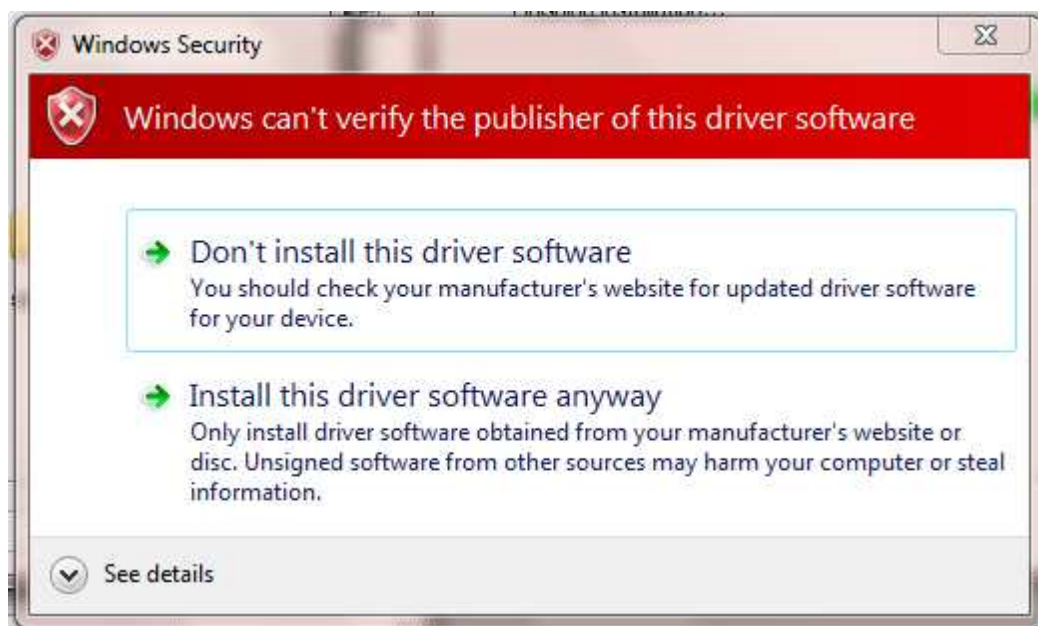 Windows Security
Windows can't verify the publisher of this driver software
Don't install this driver software
You should check your manufacturer's website for updated driver software
for your device.
Install this driver software anyway
Only install driver software obtained from your manufacturer's website or
disc. Unsigned software from other sources may harm your computer or steal
information.
See details